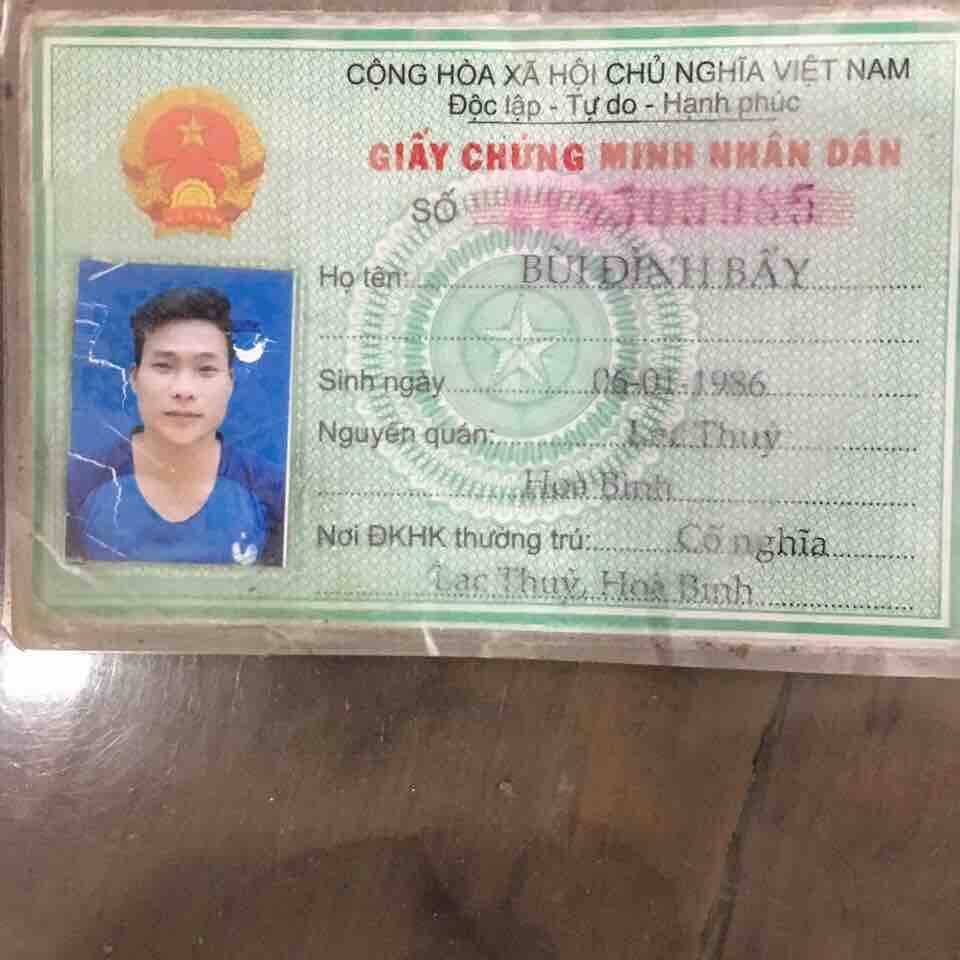 CỘNG HÒA XÃ HỘI CHỦ NGHĨA VIỆT NAM
Độc lập - Tự do - Hạnh phúc
GIẤY CHỨNG MINH NHÂN DÂN
SỐ
Họ tên: BÙI ĐÌNH BẨY
Sinh ngày 06-01-1986
Nguyên quán: Lạc Thuỷ
Hoà Bình
Nơi ĐKHK thường trú: Cố nghĩa
Lạc Thuỷ, Hoà Bình